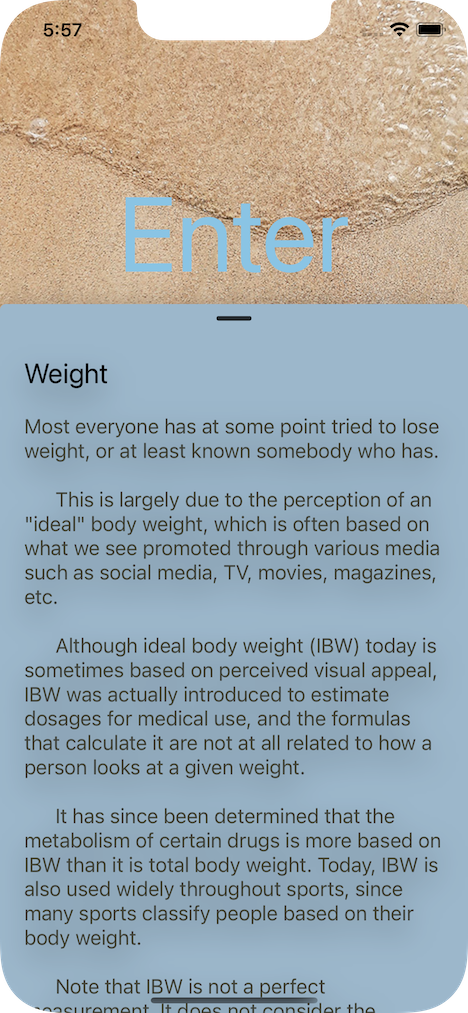 5:57
Enter
Weight
Most everyone has at some point tried to lose
weight, or at least known somebody who has.
This is largely due to the perception of an
"ideal" body weight, which is often based on
what we see promoted through various media
such as social media, TV, movies, magazines,
etc.
Although ideal body weight (IBW) today is
sometimes based on perceived visual appeal,
IBW was actually introduced to estimate
dosages for medical use, and the formulas
that calculate it are not at all related to how a
person looks at a given weight.
It has since been determined that the
metabolism of certain drugs is more based on
IBW than it is total body weight. Today, IBW is
also used widely throughout sports, since
many sports classify people based on their
body weight.
Note that IBW is not a perfect
measurement. It does not consider the